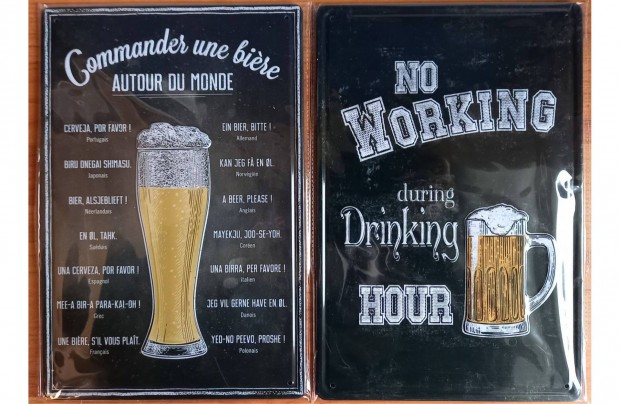 Commander une bière
AUTOUR DU MONDE
CERVEJA, POR FAVOR !
Portugais
BIRU ONEGAI SHIMASU.
Japonais
BIER, ALSJEBLIEFT !
Néerlandais
EN ØL, TAHK.
Suédois
UNA CERVEZA, POR FAVOR !
Espagnol
MEE-A BIR-A PARA-KAL-OH !
Grec
UNE BIÈRE, S'IL VOUS PLAÎT.
Français
EIN BIER, BITTE !
Allemand
KAN JEG FÅ EN ØL.
Norvégien
A BEER, PLEASE !
Anglais
MAYEKJU, JOO-SE-YOH.
Coréen
UNA BIRRA, PER FAVORE !
Italien
JEG VIL GERNE HAVE EN ØL.
Danois
YED-NO PEEVO, PROSHE !
Polonais
NO
WORKING
during
Drinking
HOUR